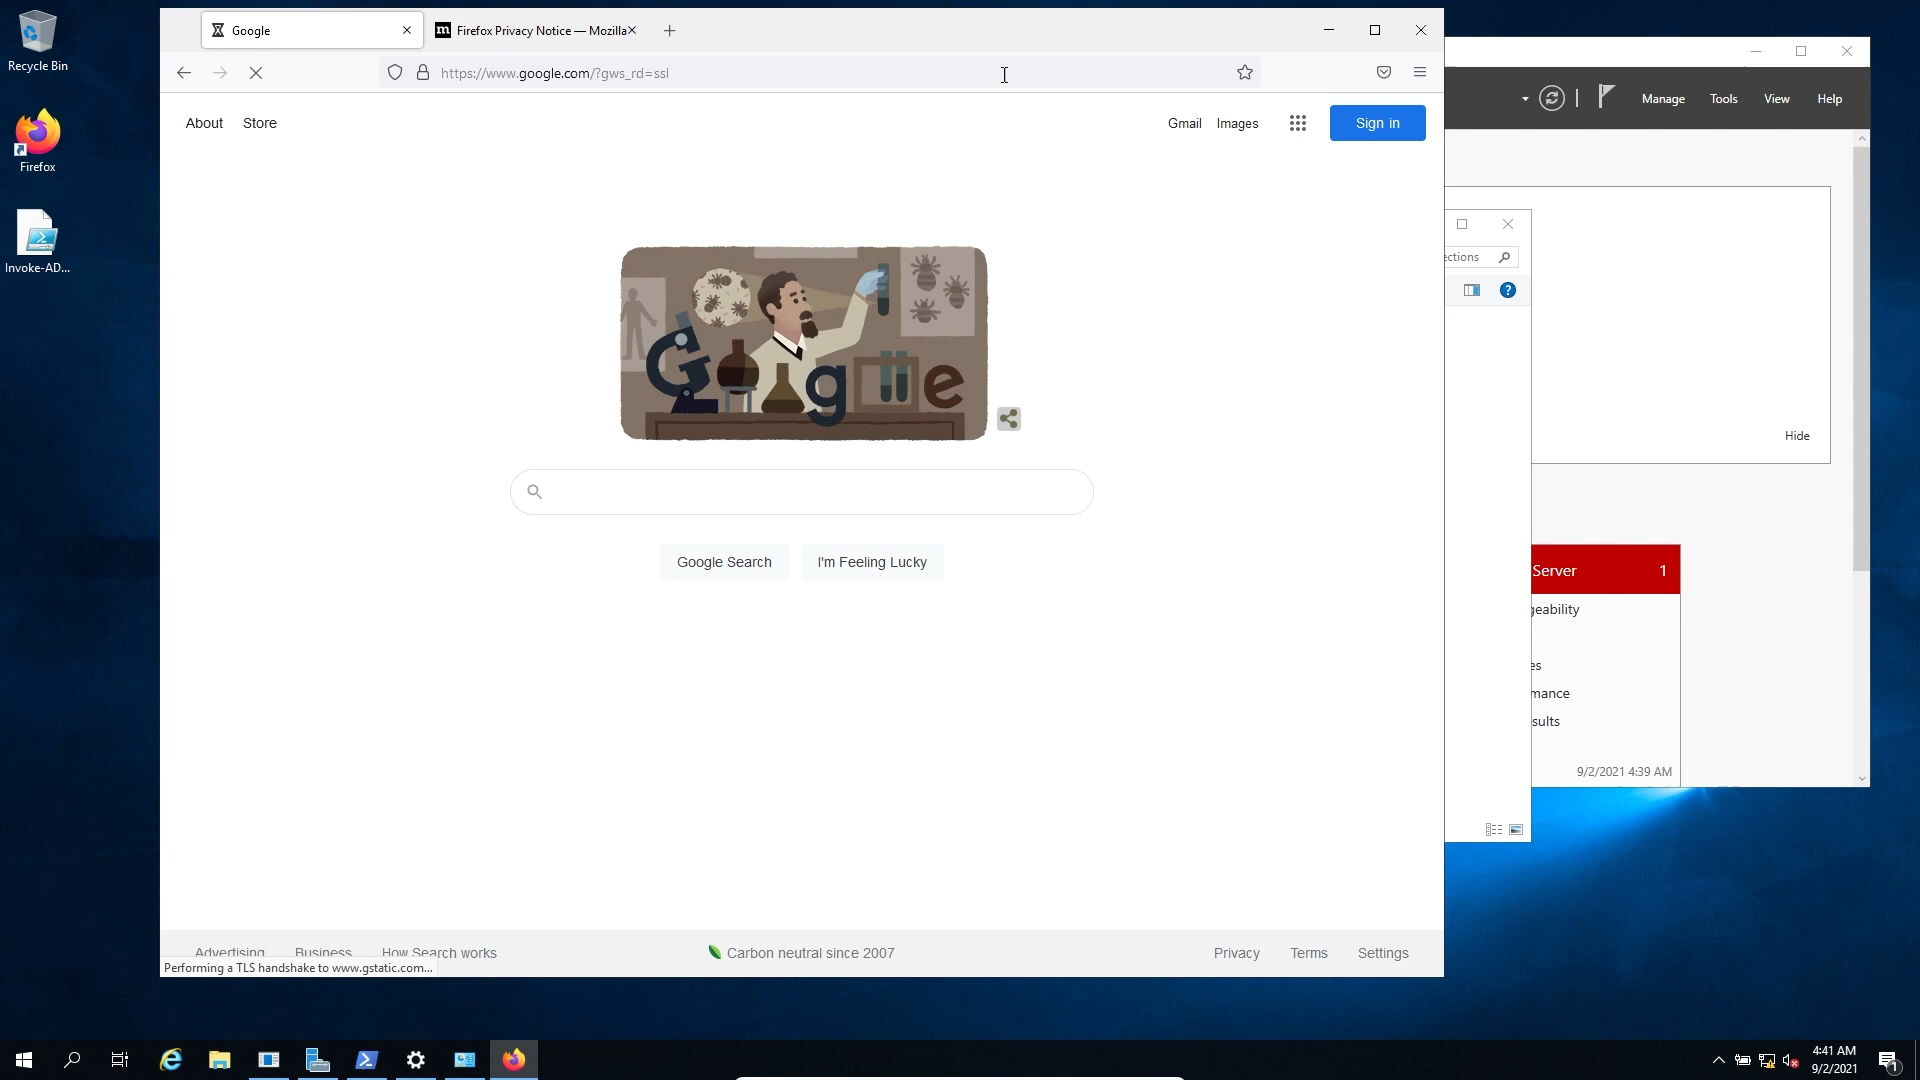 Recycle Bin
Firefox
Invoke-AD...
Google
Firefox Privacy Notice — Mozilla
https://www.google.com/?gws_rd=ssl
About Store
Gmail Images Sign in
Google
Google Search I'm Feeling Lucky
Advertising Business How Search works
Carbon neutral since 2007
Privacy Terms Settings
Performing a TLS handshake to www.gstatic.com...
Manage Tools View Help
ections
Hide
Server 1
geability
es
mance
sults
9/2/2021 4:39 AM
4:41 AM
9/2/2021
1